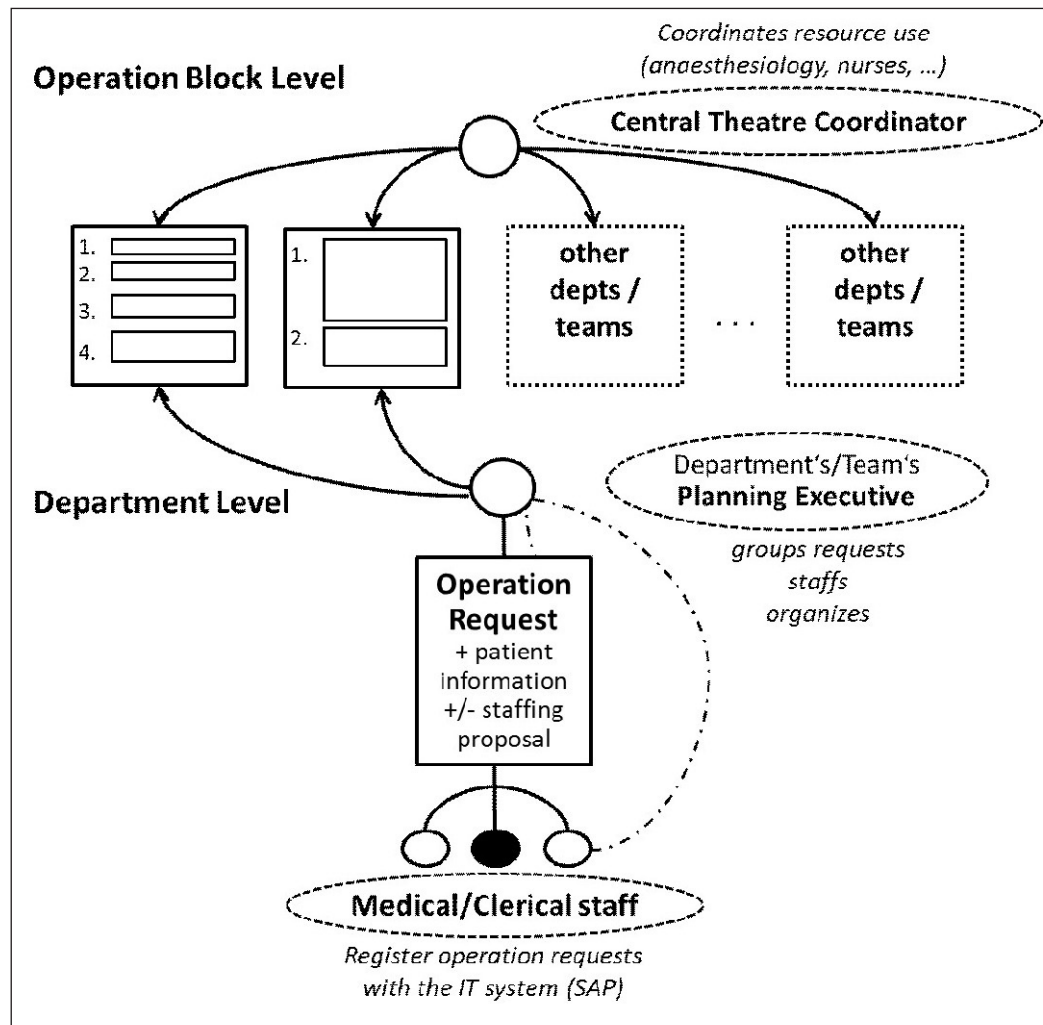 Coordinates resource use
(anaesthesiology, nurses, ...)
Operation Block Level
Central Theatre Coordinator
1.
2.
3.
4.
1.
2.
other
depts /
teams
. . .
other
depts /
teams
Department Level
Department‘s/Team‘s
Planning Executive
groups requests
staffs
organizes
Operation
Request
+ patient
information
+/- staffing
proposal
Medical/Clerical staff
Register operation requests
with the IT system (SAP)